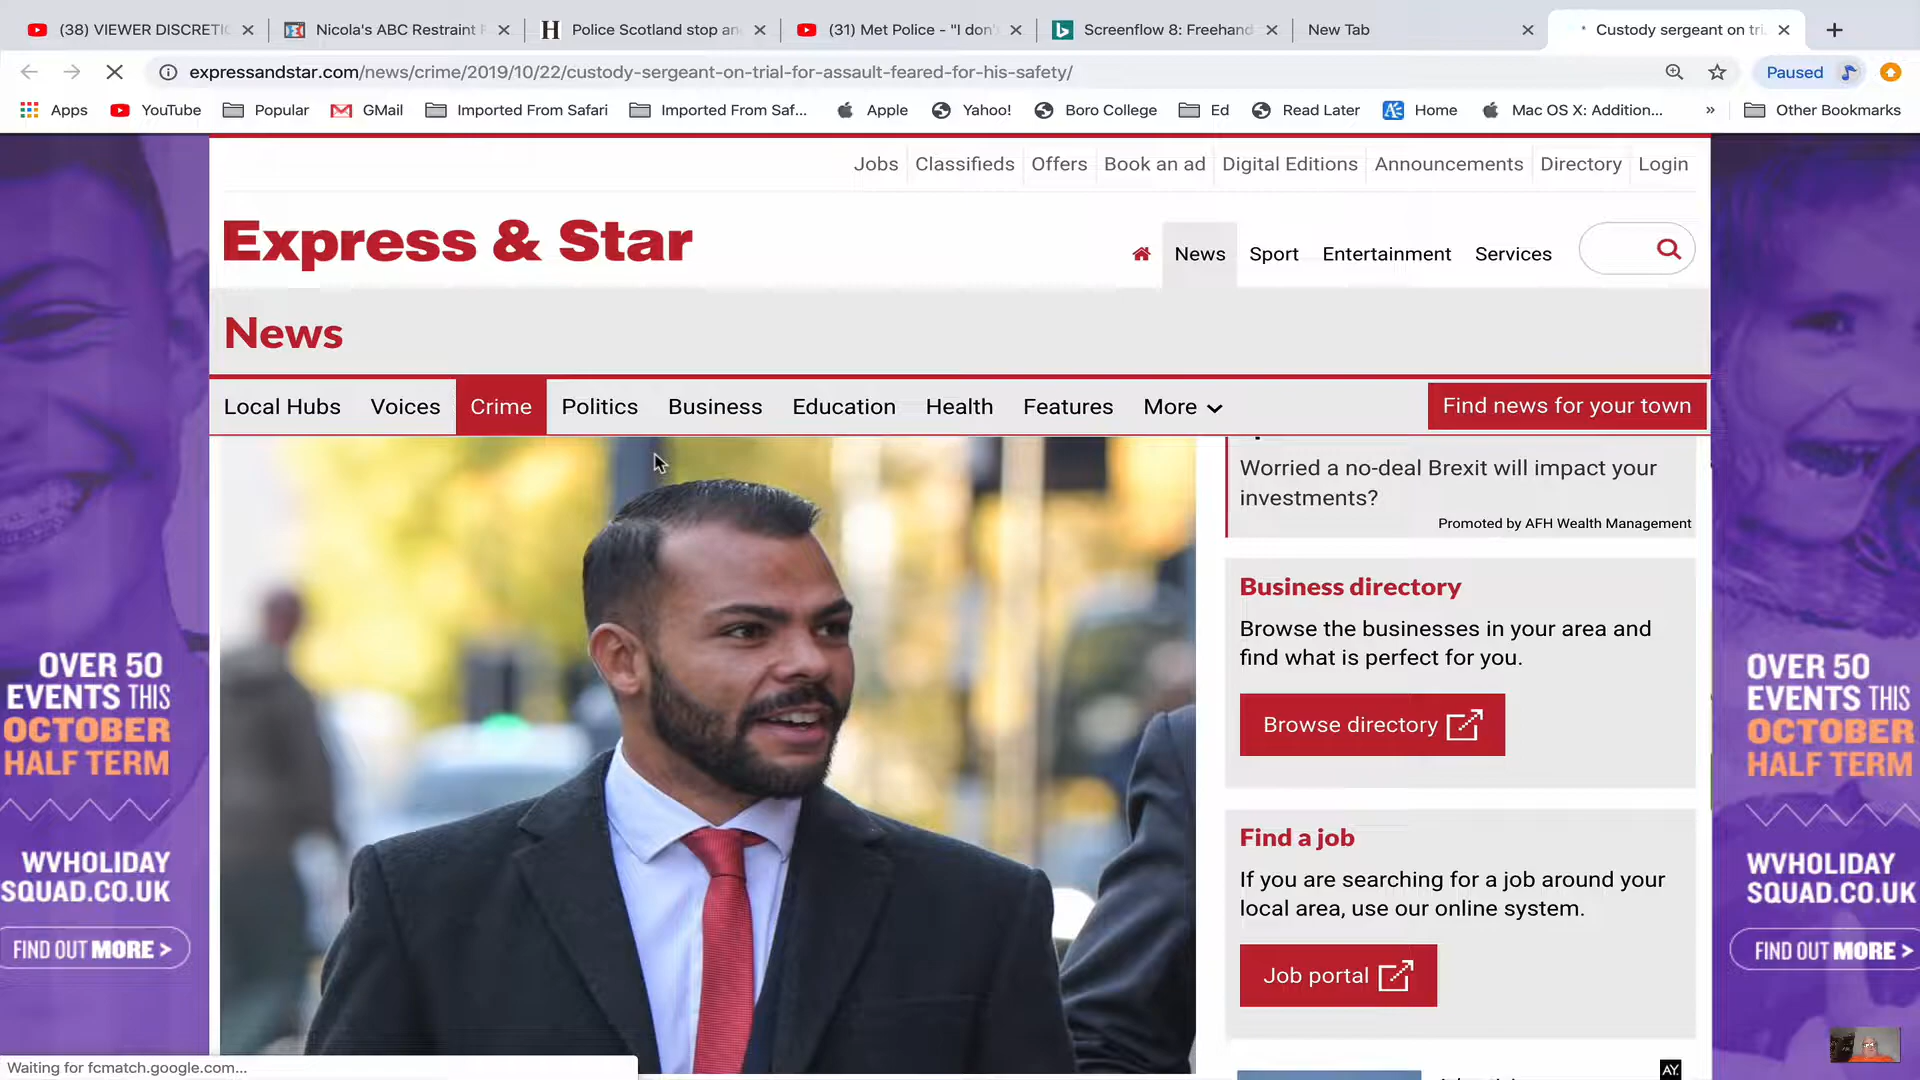 (38) VIEWER DISCRETIO
Nicola's ABC Restraint R
Police Scotland stop an
(31) Met Police - "I don'
Screenflow 8: Freehand
New Tab
Custody sergeant on tri
expressandstar.com/news/crime/2019/10/22/custody-sergeant-on-trial-for-assault-feared-for-his-safety/
Paused
Apps
YouTube
Popular
GMail
Imported From Safari
Imported From Saf...
Apple
Yahoo!
Boro College
Ed
Read Later
Home
Mac OS X: Addition...
»
Other Bookmarks
Jobs
Classifieds
Offers
Book an ad
Digital Editions
Announcements
Directory
Login
Express & Star
News
Sport
Entertainment
Services
News
Local Hubs
Voices
Crime
Politics
Business
Education
Health
Features
More
Find news for your town
Worried a no-deal Brexit will impact your
investments?
Promoted by AFH Wealth Management
Business directory
Browse the businesses in your area and
find what is perfect for you.
Browse directory
Find a job
If you are searching for a job around your
local area, use our online system.
Job portal
OVER 50
EVENTS THIS
OCTOBER
HALF TERM
WVHOLIDAY
SQUAD.CO.UK
FIND OUT MORE >
OVER 50
EVENTS THIS
OCTOBER
HALF TERM
WVHOLIDAY
SQUAD.CO.UK
FIND OUT MORE >
AY
Waiting for fcmatch.google.com...